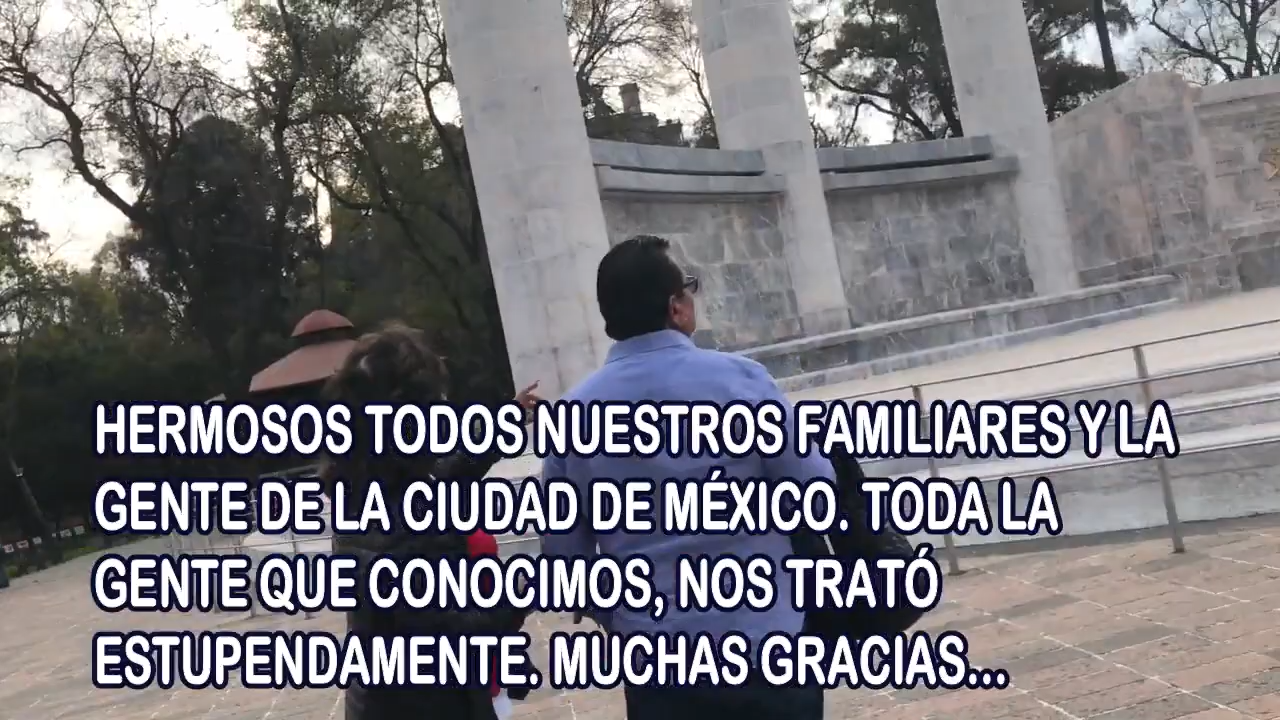 HERMOSOS TODOS NUESTROS FAMILIARES Y LA
GENTE DE LA CIUDAD DE MÉXICO. TODA LA
GENTE QUE CONOCIMOS, NOS TRATÓ
ESTUPENDAMENTE. MUCHAS GRACIAS...